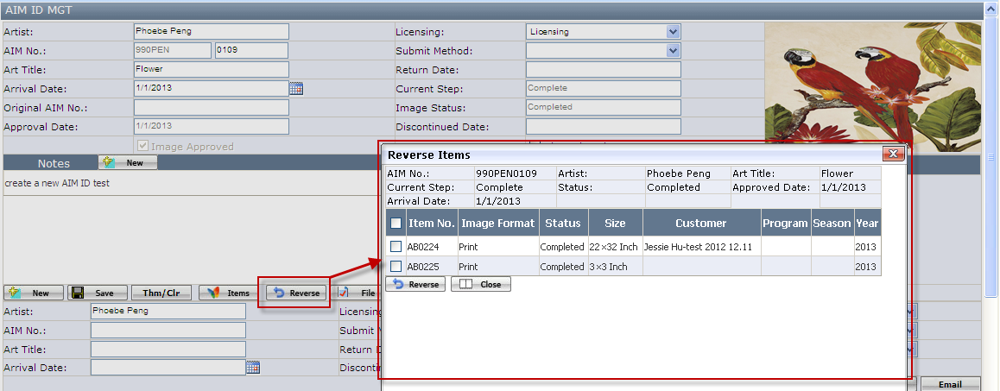 AIM ID MGT
Artist: Phoebe Peng Licensing: Licensing
AIM No.: 990PEN 0109 Submit Method:
Art Title: Flower Return Date:
Arrival Date: 1/1/2013 Current Step: Complete
Original AIM No.: Image Status: Completed
Approval Date: 1/1/2013 Discontinued Date:
Image Approved
Notes New
create a new AIM ID test
Reverse Items
AIM No.: 990PEN0109 Artist: Phoebe Peng Art Title: Flower
Current Step: Complete Status: Completed Approved Date: 1/1/2013
Arrival Date: 1/1/2013
Item No. Image Format Status Size Customer Program Season Year
AB0224 Print Completed 22×32 Inch Jessie Hu-test 2012 12.11 2013
AB0225 Print Completed 3×3 Inch 2013
Reverse Close
New Save Thm/Clr Items Reverse File
Artist: Phoebe Peng Licensing
AIM No.: Submit
Art Title: Return D
Arrival Date: Discontin
Email